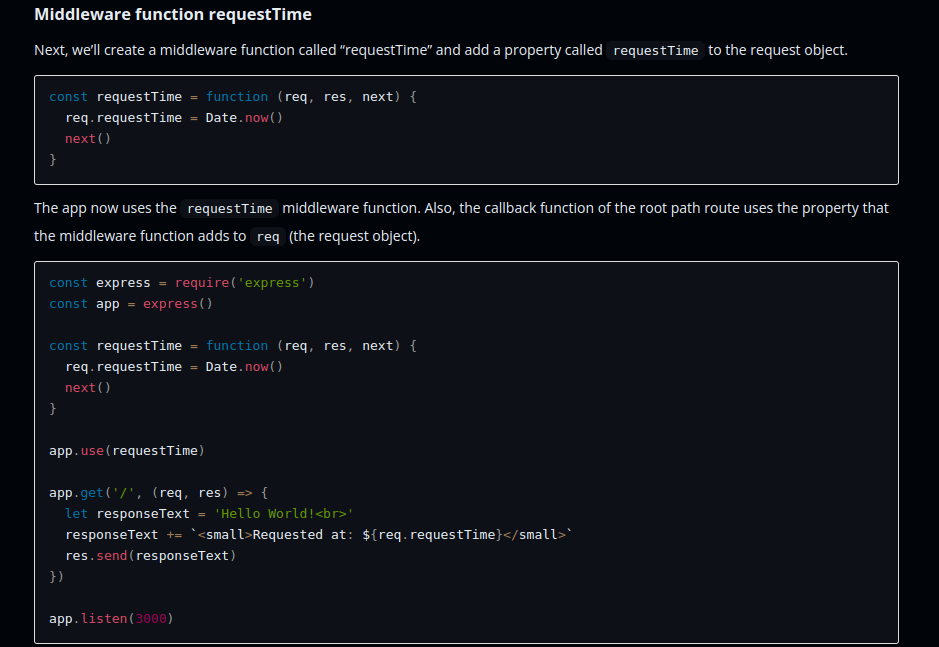 Middleware function requestTime
Next, we’ll create a middleware function called “requestTime” and add a property called requestTime to the request object.
const requestTime = function (req, res, next) {
  req.requestTime = Date.now()
  next()
}
The app now uses the requestTime middleware function. Also, the callback function of the root path route uses the property that
the middleware function adds to req (the request object).
const express = require('express')
const app = express()
const requestTime = function (req, res, next) {
  req.requestTime = Date.now()
  next()
}
app.use(requestTime)
app.get('/', (req, res) => {
  let responseText = 'Hello World!<br>'
  responseText += `<small>Requested at: ${req.requestTime}</small>`
  res.send(responseText)
})
app.listen(3000)